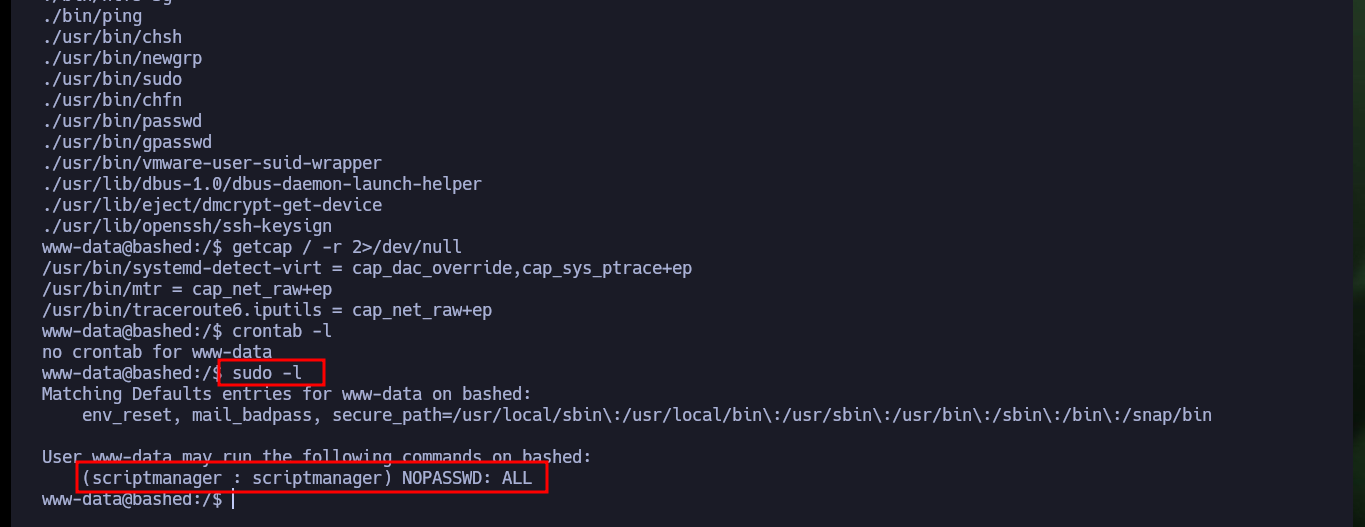 ./bin/ping
./usr/bin/chsh
./usr/bin/newgrp
./usr/bin/sudo
./usr/bin/chfn
./usr/bin/passwd
./usr/bin/gpasswd
./usr/bin/vmware-user-suid-wrapper
./usr/lib/dbus-1.0/dbus-daemon-launch-helper
./usr/lib/eject/dmcrypt-get-device
./usr/lib/openssh/ssh-keysign
www-data@bashed:/$ getcap / -r 2>/dev/null
/usr/bin/systemd-detect-virt = cap_dac_override,cap_sys_ptrace+ep
/usr/bin/mtr = cap_net_raw+ep
/usr/bin/traceroute6.iputils = cap_net_raw+ep
www-data@bashed:/$ crontab -l
no crontab for www-data
www-data@bashed:/$ sudo -l
Matching Defaults entries for www-data on bashed:
    env_reset, mail_badpass, secure_path=/usr/local/sbin\:/usr/local/bin\:/usr/sbin\:/usr/bin\:/sbin\:/bin\:/snap/bin
User www-data may run the following commands on bashed:
    (scriptmanager : scriptmanager) NOPASSWD: ALL
www-data@bashed:/$